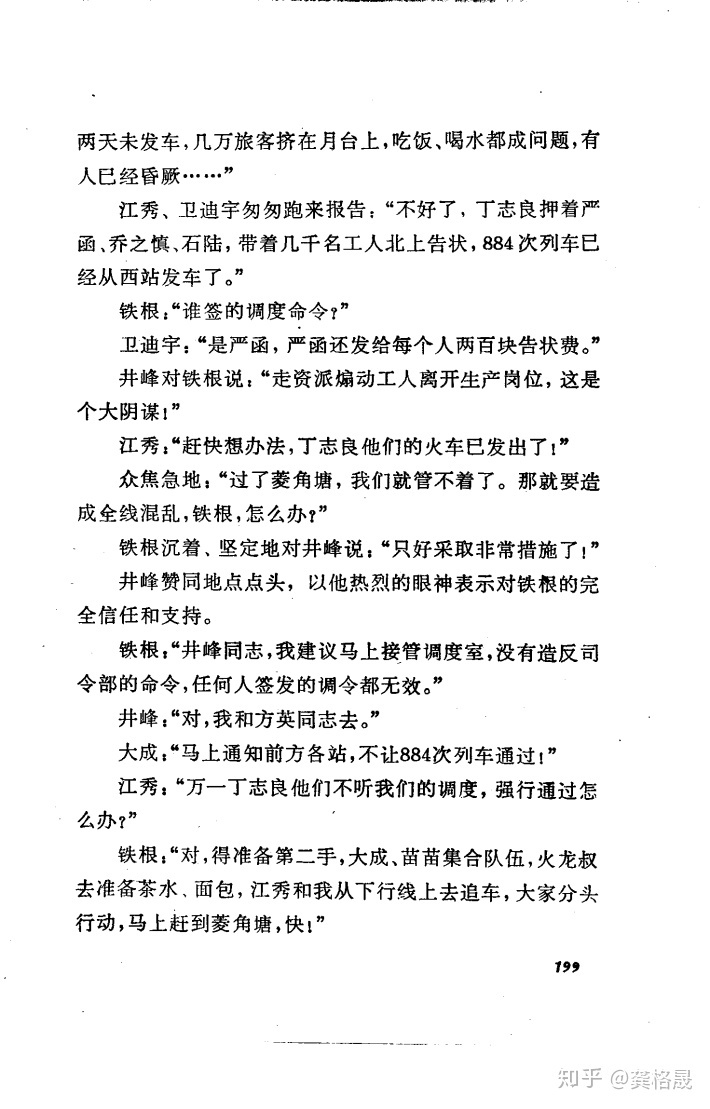 两天未发车，几万旅客挤在月台上，吃饭、喝水都成问题，有
人已经昏厥……”
江秀、卫迪宇匆匆跑来报告：“不好了，丁志良押着严
函、乔之慎、石陆，带着几千名工人北上告状，884次列车已
经从西站发车了。”
铁根：“谁签的调度命令？”
卫迪宇：“是严函，严函还发给每个人两百块告状费。”
井峰对铁根说：“走资派煽动工人离开生产岗位，这是
个大阴谋！”
江秀：“赶快想办法，丁志良他们的火车已发出了！”
众焦急地：“过了菱角塘，我们就管不着了。那就要造
成全线混乱，铁根，怎么办？”
铁根沉着、坚定地对井峰说：“只好采取非常措施了！”
井峰赞同地点点头，以他热烈的眼神表示对铁根的完
全信任和支持。
铁根：“井峰同志，我建议马上接管调度室，没有造反司
令部的命令，任何人签发的调令都无效。”
井峰：“对，我和方英同志去。”
大成：“马上通知前方各站，不让884次列车通过！”
江秀：“万一丁志良他们不听我们的调度，强行通过怎
么办？”
铁根：“对，得准备第二手，大成、苗苗集合队伍，火龙叔
去准备茶水、面包，江秀和我从下行线上去追车，大家分头
行动，马上赶到菱角塘，快！”
199
知乎 @龚格晟